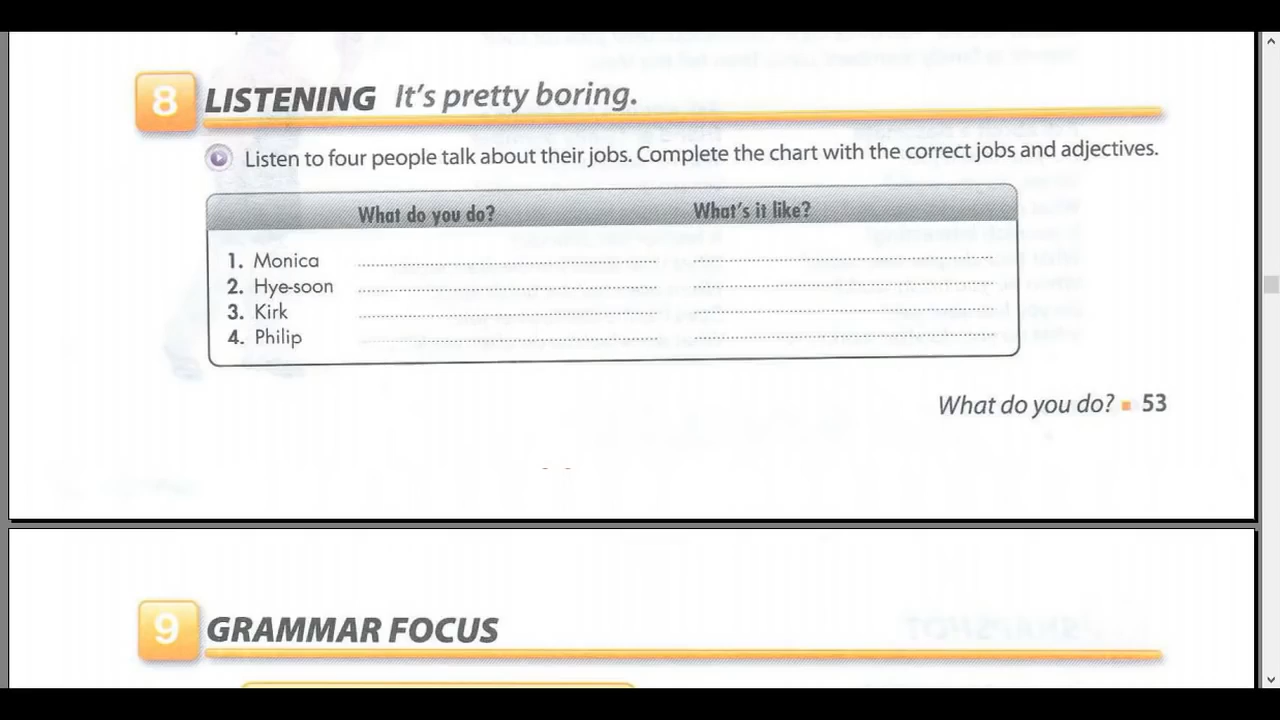 8 LISTENING It's pretty boring.
Listen to four people talk about their jobs. Complete the chart with the correct jobs and adjectives.
What do you do? What's it like?
1. Monica
2. Hye-soon
3. Kirk
4. Philip
What do you do? ▪ 53
9 GRAMMAR FOCUS